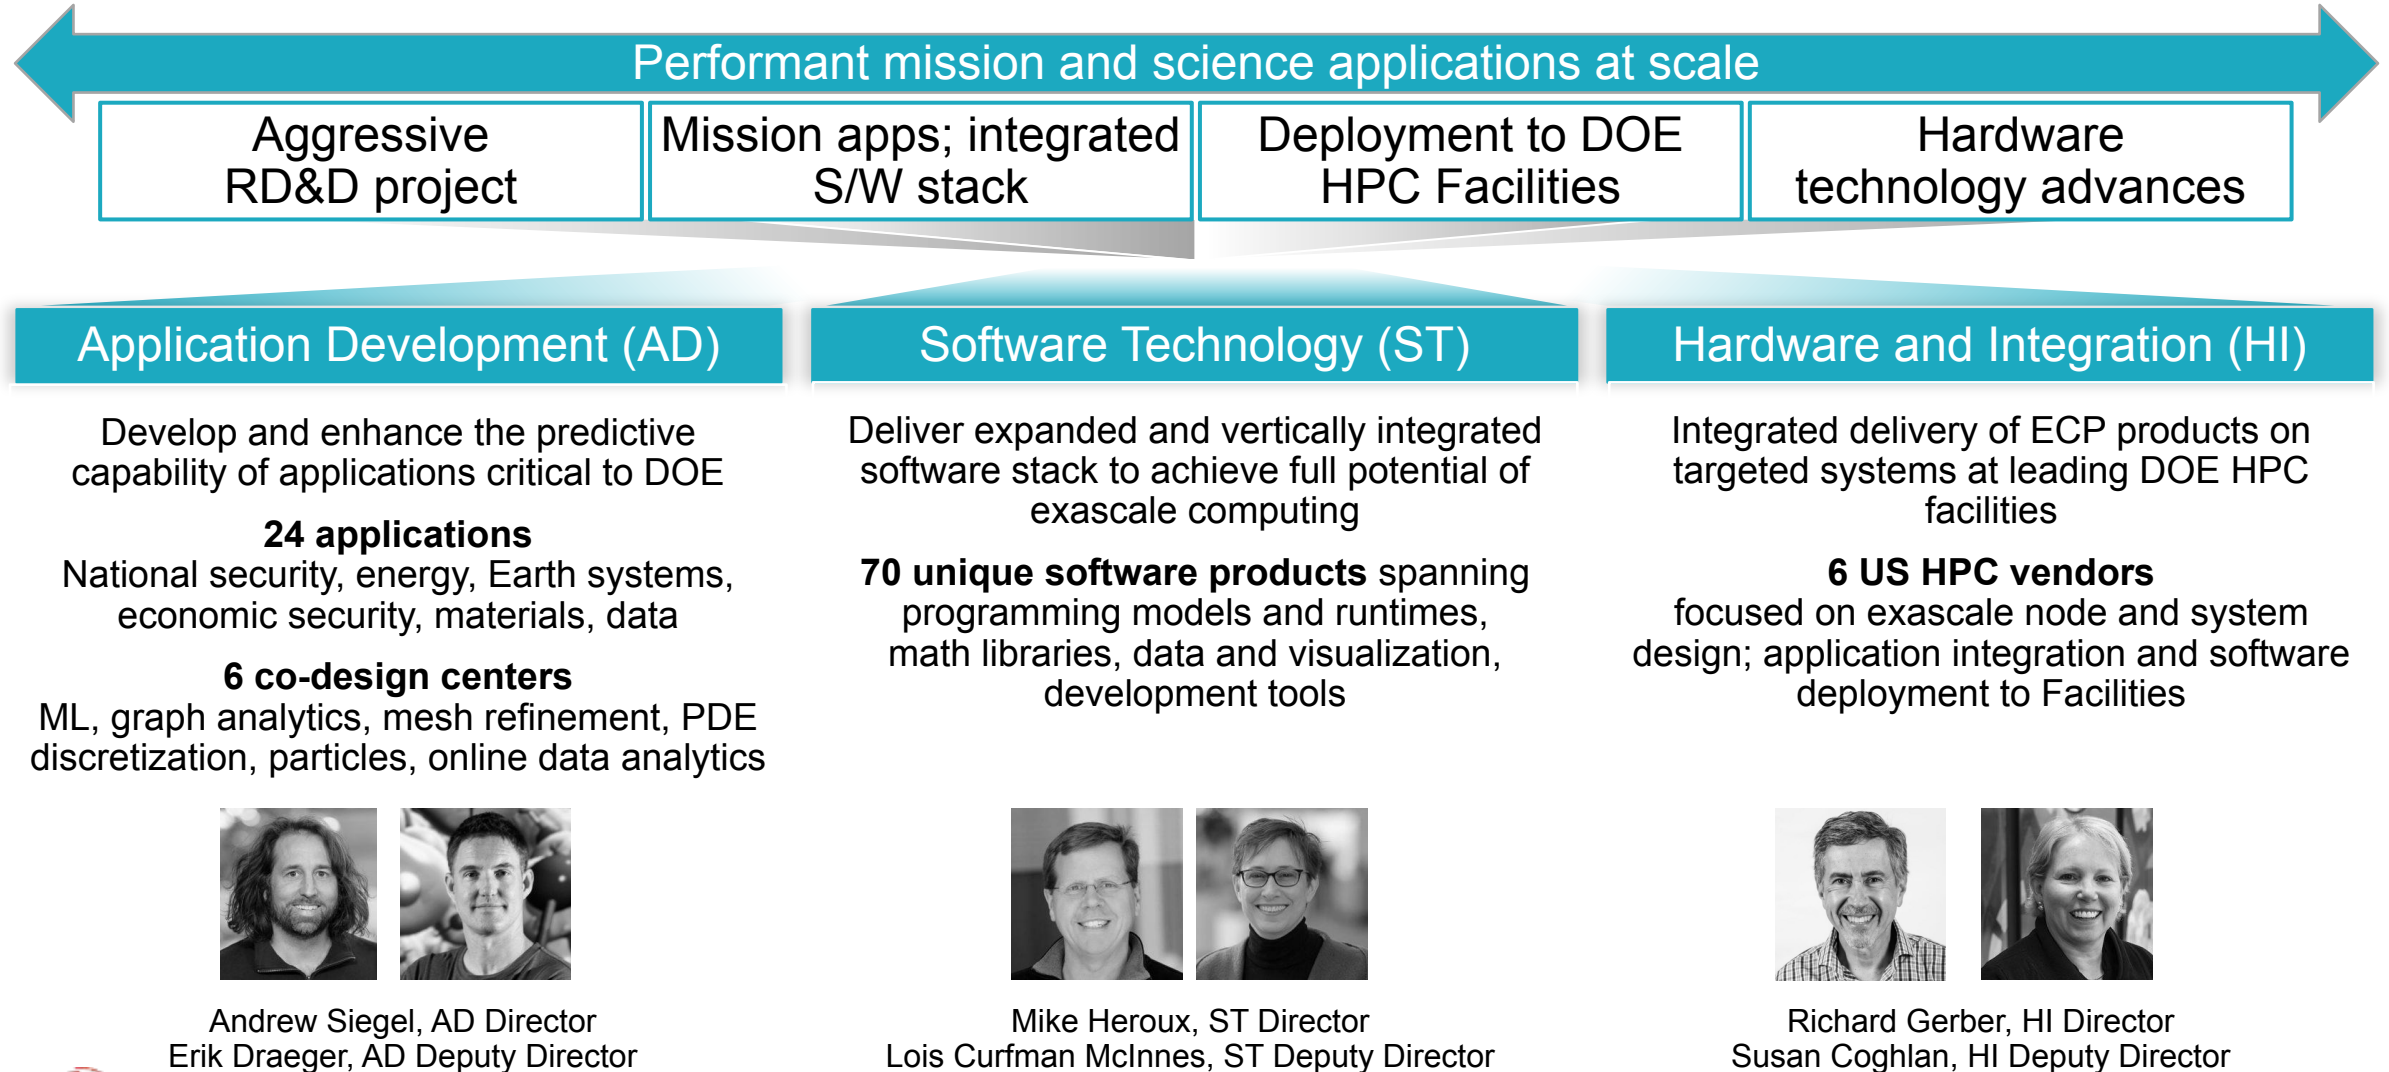 Performant mission and science applications at scale
Aggressive
RD&D project
Mission apps; integrated
S/W stack
Deployment to DOE
HPC Facilities
Hardware
technology advances
Application Development (AD)
Develop and enhance the predictive
capability of applications critical to DOE
24 applications
National security, energy, Earth systems,
economic security, materials, data
6 co-design centers
ML, graph analytics, mesh refinement, PDE
discretization, particles, online data analytics
Andrew Siegel, AD Director
Erik Draeger, AD Deputy Director
Software Technology (ST)
Deliver expanded and vertically integrated
software stack to achieve full potential of
exascale computing
70 unique software products spanning
programming models and runtimes,
math libraries, data and visualization,
development tools
Mike Heroux, ST Director
Lois Curfman McInnes, ST Deputy Director
Hardware and Integration (HI)
Integrated delivery of ECP products on
targeted systems at leading DOE HPC
facilities
6 US HPC vendors
focused on exascale node and system
design; application integration and software
deployment to Facilities
Richard Gerber, HI Director
Susan Coghlan, HI Deputy Director